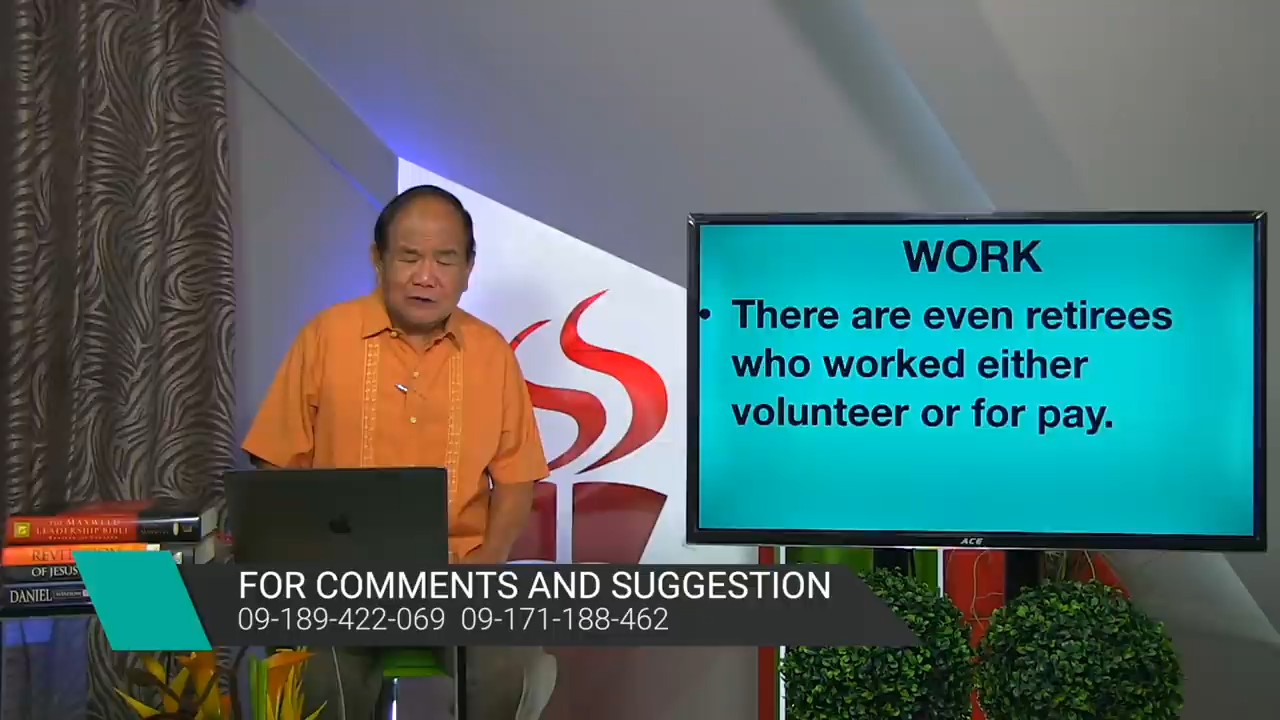 WORK
• There are even retirees
who worked either
volunteer or for pay.
ACE
THE MAXWELL
LEADERSHIP BIBLE
OF JESUS
DANIEL
FOR COMMENTS AND SUGGESTION
09-189-422-069 09-171-188-462